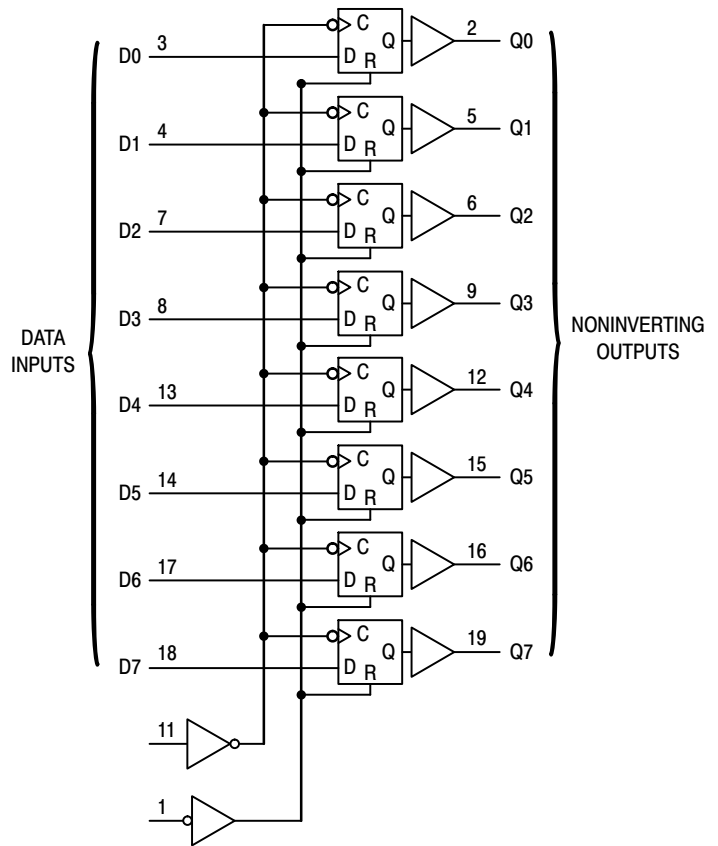 C
D
R
Q
2
Q0
D0
3
C
D
R
Q
5
Q1
D1
4
C
D
R
Q
6
Q2
D2
7
C
D
R
Q
9
Q3
D3
8
DATA
INPUTS
NONINVERTING
OUTPUTS
C
D
R
Q
12
Q4
D4
13
C
D
R
Q
15
Q5
D5
14
C
D
R
Q
16
Q6
D6
17
C
D
R
Q
19
Q7
D7
18
11
1